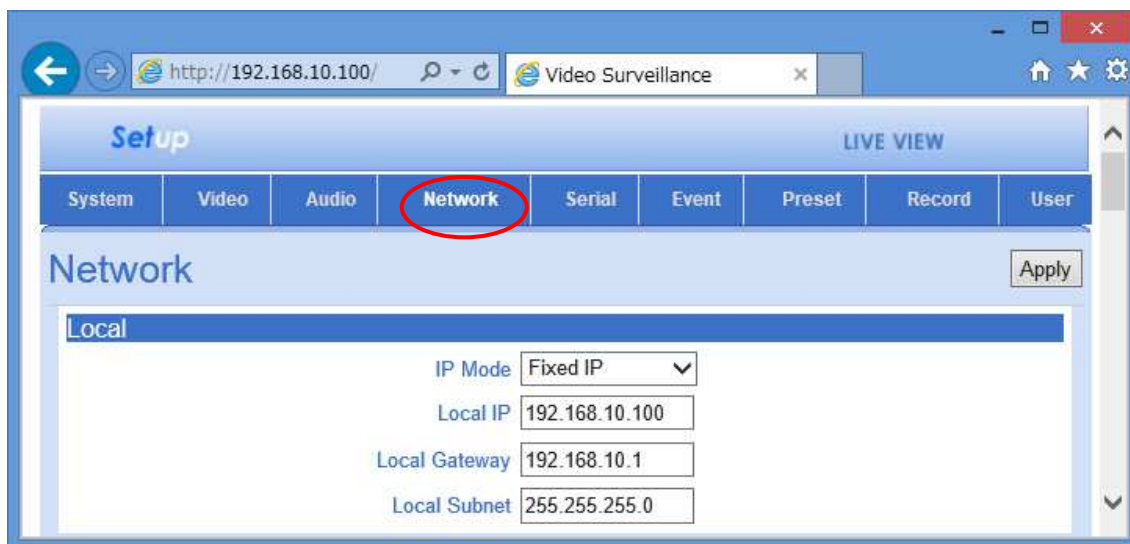 http://192.168.10.100/ Video Surveillance
Setup LIVE VIEW
System Video Audio Network Serial Event Preset Record User
Network Apply
Local
IP Mode Fixed IP
Local IP 192.168.10.100
Local Gateway 192.168.10.1
Local Subnet 255.255.255.0